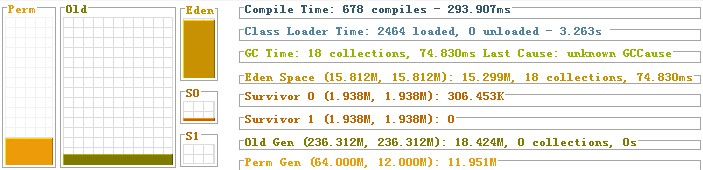 Perm
Old
Eden
S0
S1
Compile Time: 678 compiles - 293.907ms
Class Loader Time: 2464 loaded, 0 unloaded - 3.263s
GC Time: 18 collections, 74.830ms Last Cause: unknown GCCause
Eden Space (15.812M, 15.812M): 15.299M, 18 collections, 74.830ms
Survivor 0 (1.938M, 1.938M): 306.453K
Survivor 1 (1.938M, 1.938M): 0
Old Gen (236.312M, 236.312M): 18.424M, 0 collections, 0s
Perm Gen (64.000M, 12.000M): 11.951M